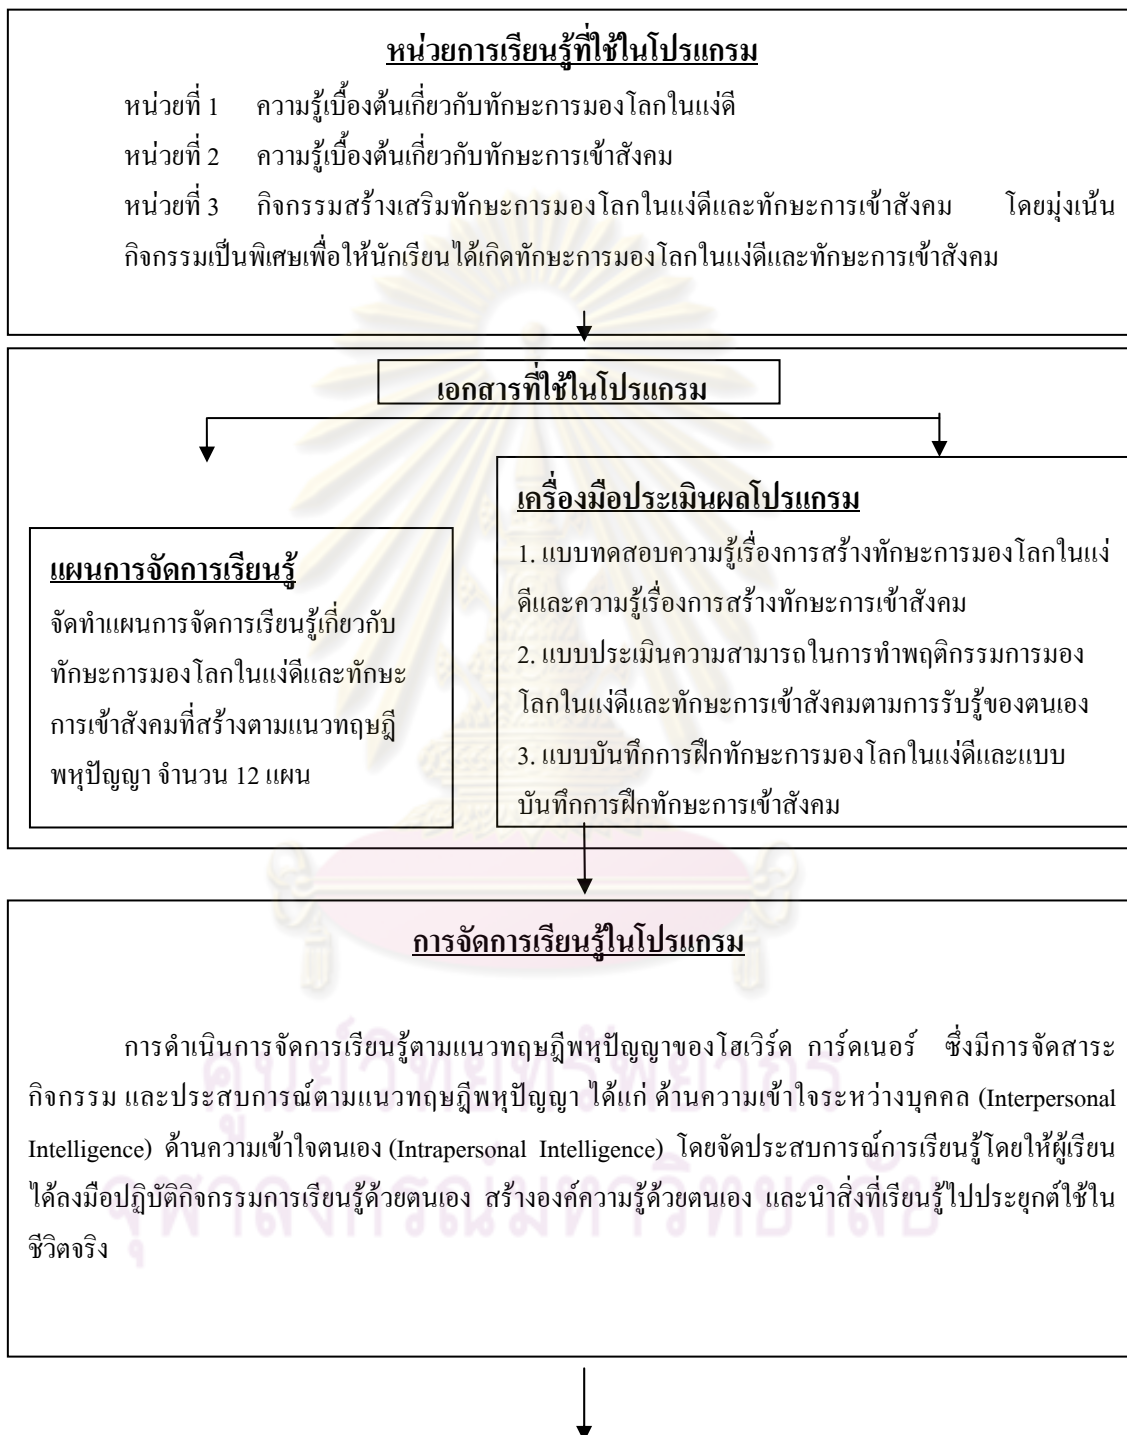 หน่วยการเรียนรู้ที่ใช้ในโปรแกรม
หน่วยที่ 1 ความรู้เบื้องต้นเกี่ยวกับทักษะการมองโลกในแง่ดี
หน่วยที่ 2 ความรู้เบื้องต้นเกี่ยวกับทักษะการเข้าสังคม
หน่วยที่ 3 กิจกรรมสร้างเสริมทักษะการมองโลกในแง่ดีและทักษะการเข้าสังคม โดยมุ่งเน้น
กิจกรรมเป็นพิเศษเพื่อให้นักเรียนได้เกิดทักษะการมองโลกในแง่ดีและทักษะการเข้าสังคม
เอกสารที่ใช้ในโปรแกรม
แผนการจัดการเรียนรู้
จัดทำแผนการจัดการเรียนรู้เกี่ยวกับ
ทักษะการมองโลกในแง่ดีและทักษะ
การเข้าสังคมที่สร้างตามแนวทฤษฎี
พหุปัญญา จำนวน 12 แผน
เครื่องมือประเมินผลโปรแกรม
1. แบบทดสอบความรู้เรื่องการสร้างทักษะการมองโลกในแง่
ดีและความรู้เรื่องการสร้างทักษะการเข้าสังคม
2. แบบประเมินความสามารถในการทำพฤติกรรมการมอง
โลกในแง่ดีและทักษะการเข้าสังคมตามการรับรู้ของตนเอง
3. แบบบันทึกการฝึกทักษะการมองโลกในแง่ดีและแบบ
บันทึกการฝึกทักษะการเข้าสังคม
การจัดการเรียนรู้ในโปรแกรม
การดำเนินการจัดการเรียนรู้ตามแนวทฤษฎีพหุปัญญาของโฮเวิร์ด การ์ดเนอร์ ซึ่งมีการจัดสาระ
กิจกรรม และประสบการณ์ตามแนวทฤษฎีพหุปัญญา ได้แก่ ด้านความเข้าใจระหว่างบุคคล (Interpersonal
Intelligence) ด้านความเข้าใจตนเอง (Intrapersonal Intelligence) โดยจัดประสบการณ์การเรียนรู้โดยให้ผู้เรียน
ได้ลงมือปฏิบัติกิจกรรมการเรียนรู้ด้วยตนเอง สร้างองค์ความรู้ด้วยตนเอง และนำสิ่งที่เรียนรู้ไปประยุกต์ใช้ใน
ชีวิตจริง
ศูนย์วิทยทรัพยากร
จุฬาลงกรณ์มหาวิทยาลัย